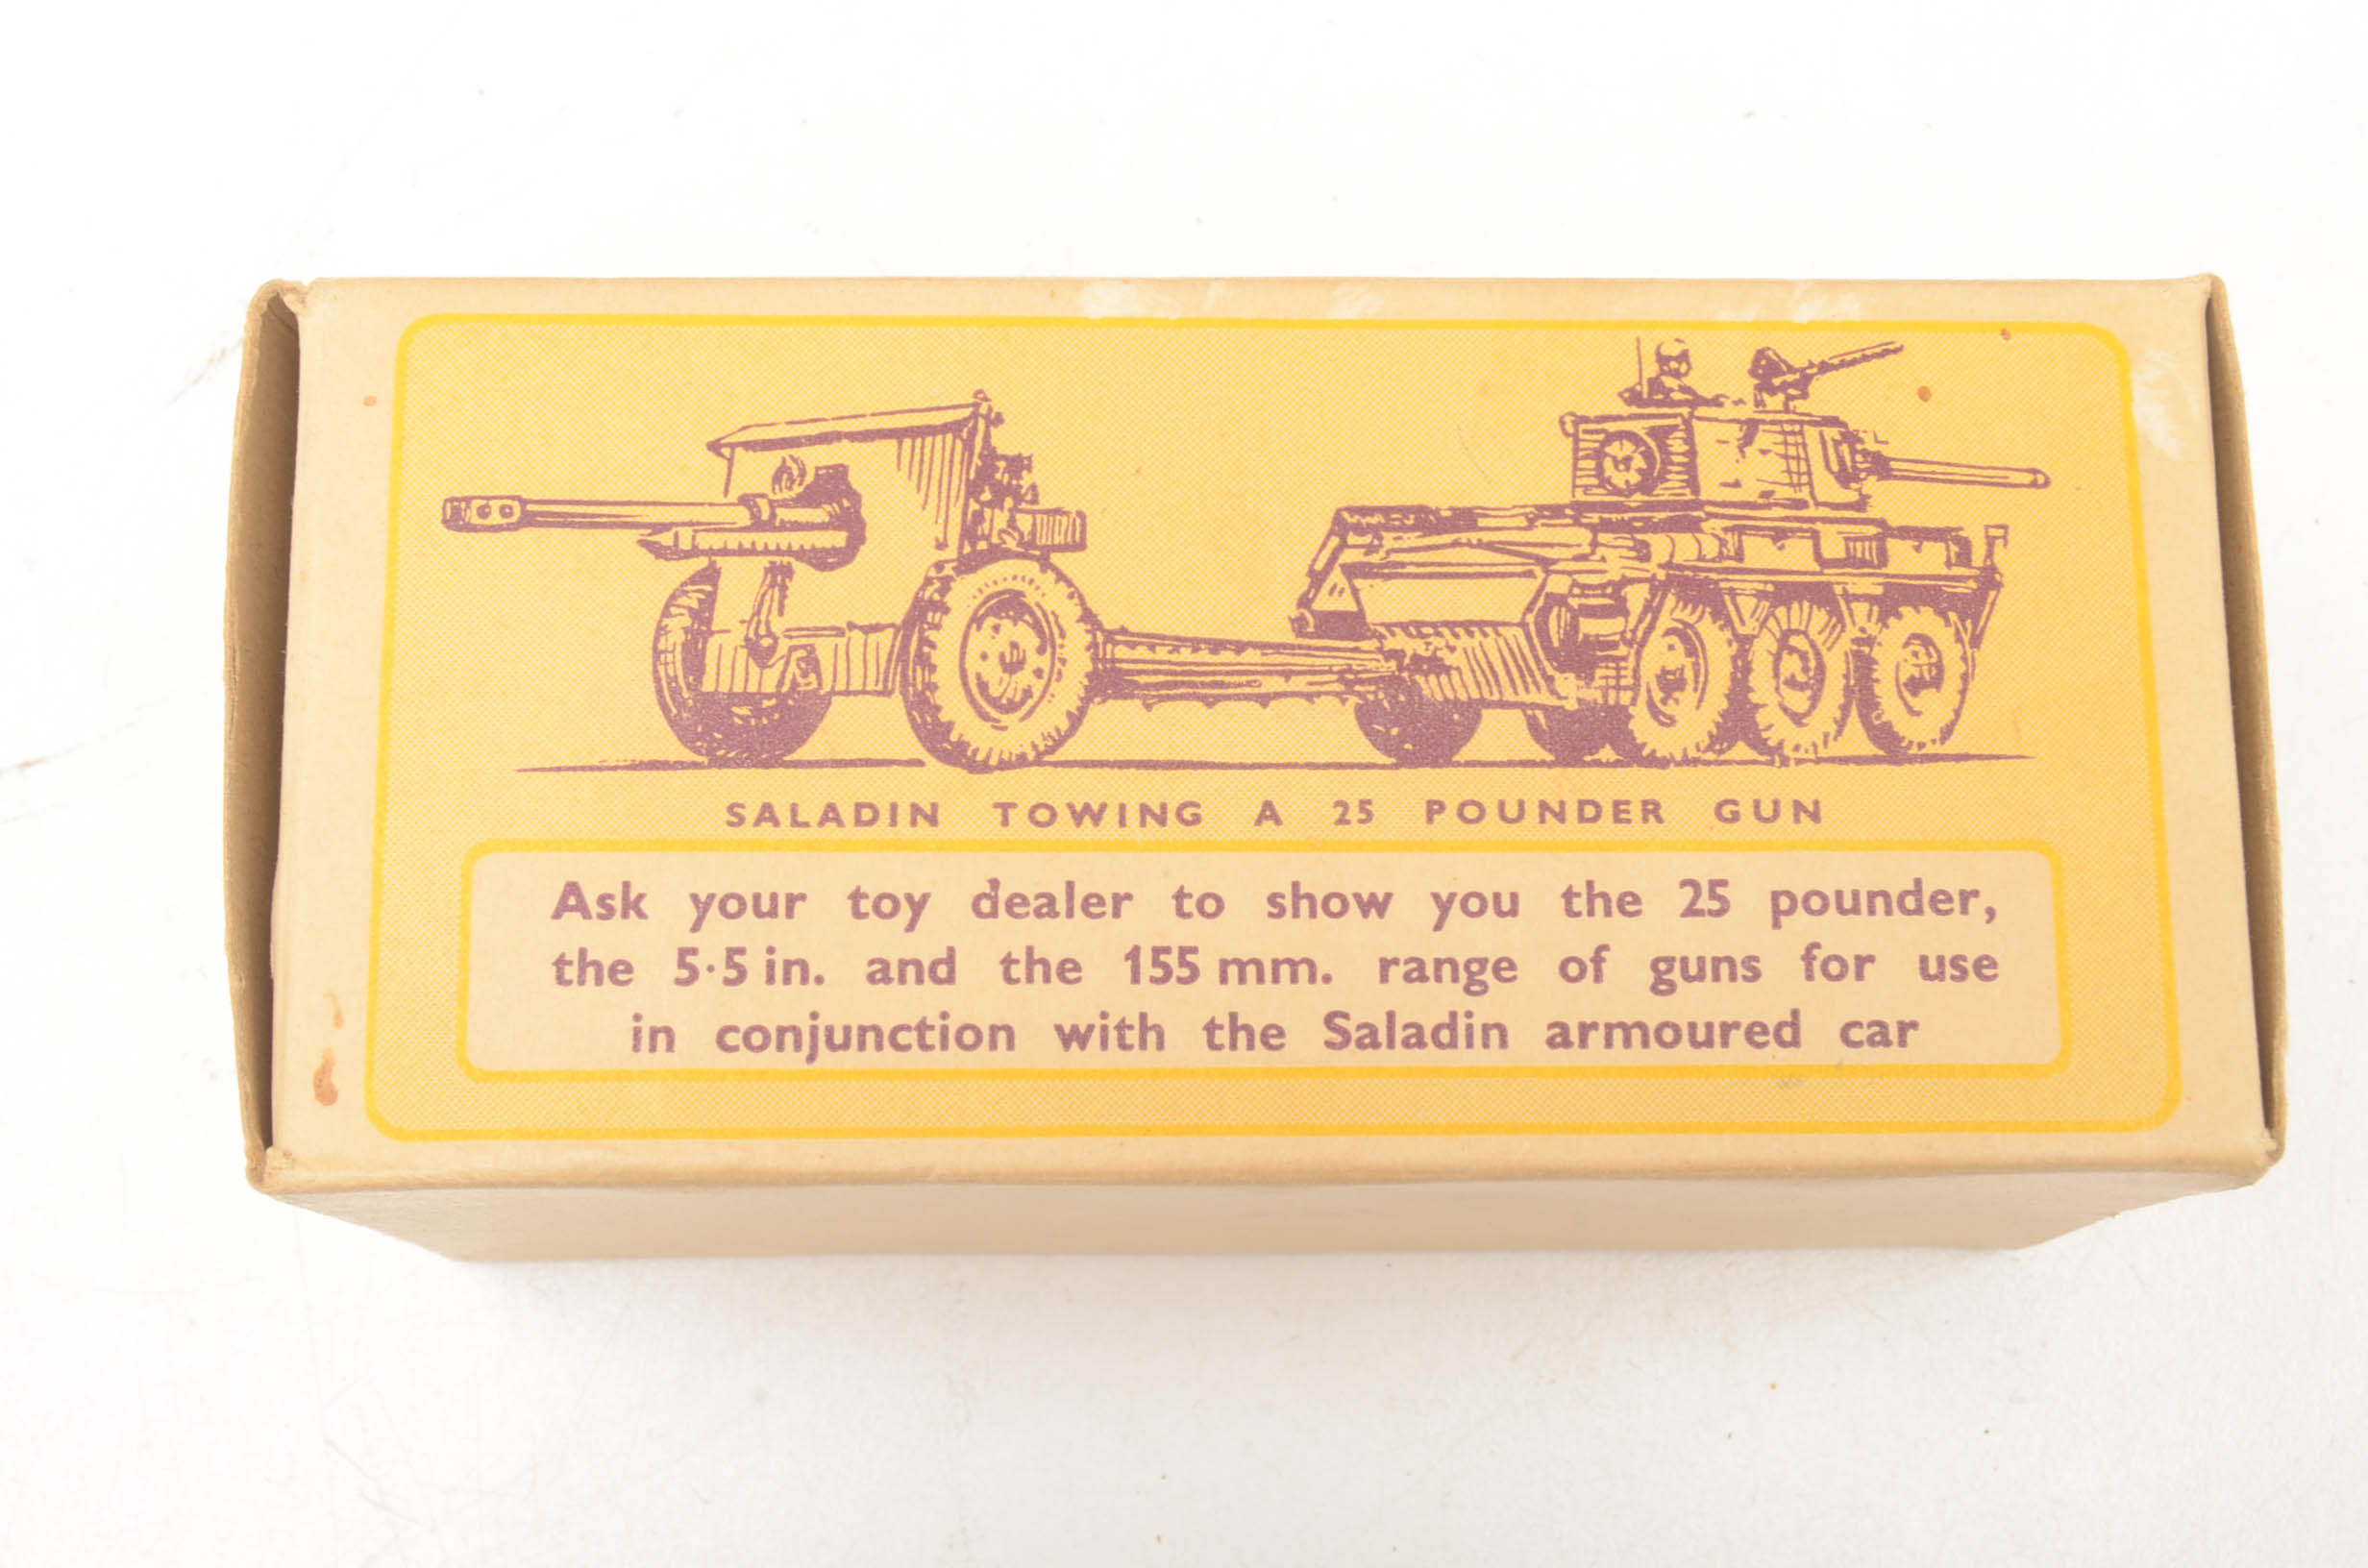 SALADIN TOWING A 25 POUNDER GUN
Ask your toy dealer to show you the 25 pounder,
the 5·5 in. and the 155 mm. range of guns for use
in conjunction with the Saladin armoured car